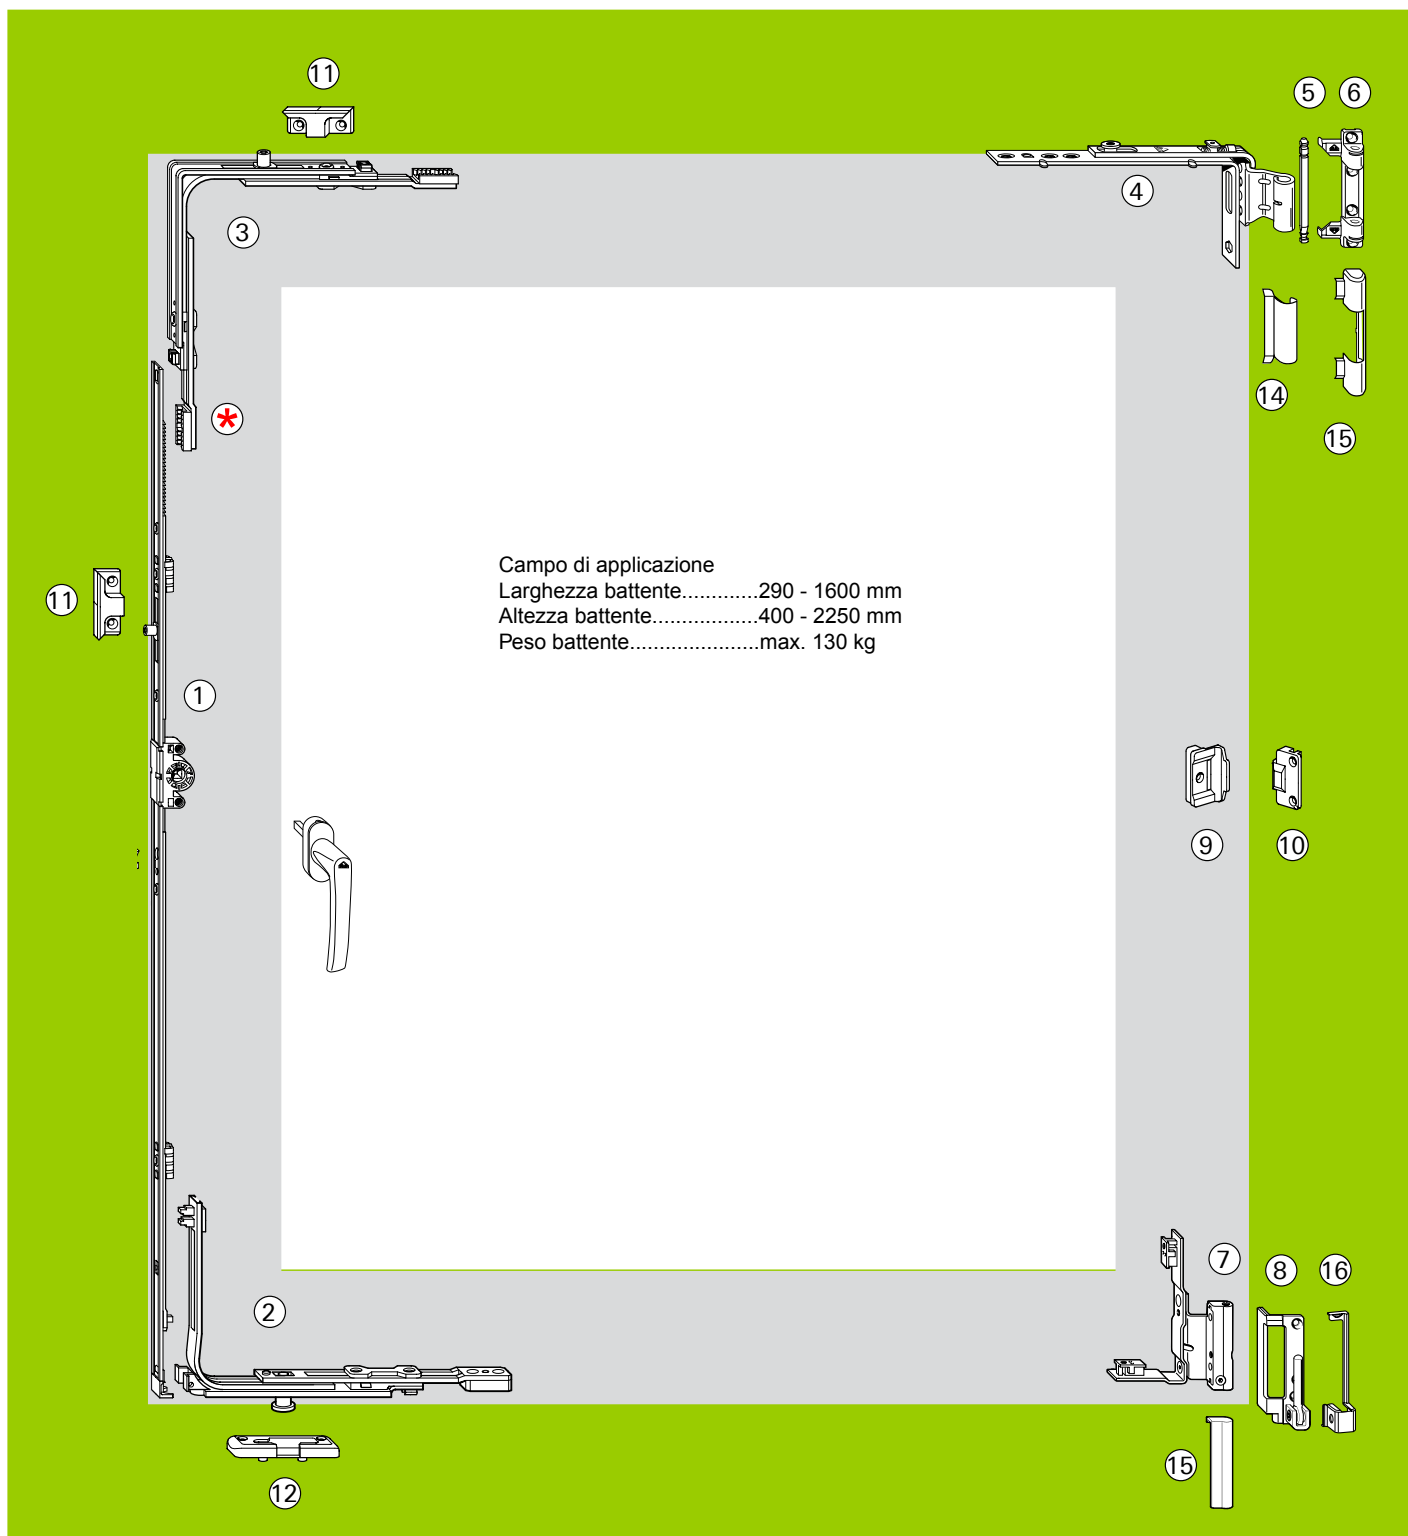 11
5 6
4
3
14
*
15
Campo di applicazione
Larghezza battente.............290 - 1600 mm
Altezza battente..................400 - 2250 mm
Peso battente......................max. 130 kg
11
1
9 10
7 8 16
2
15
12